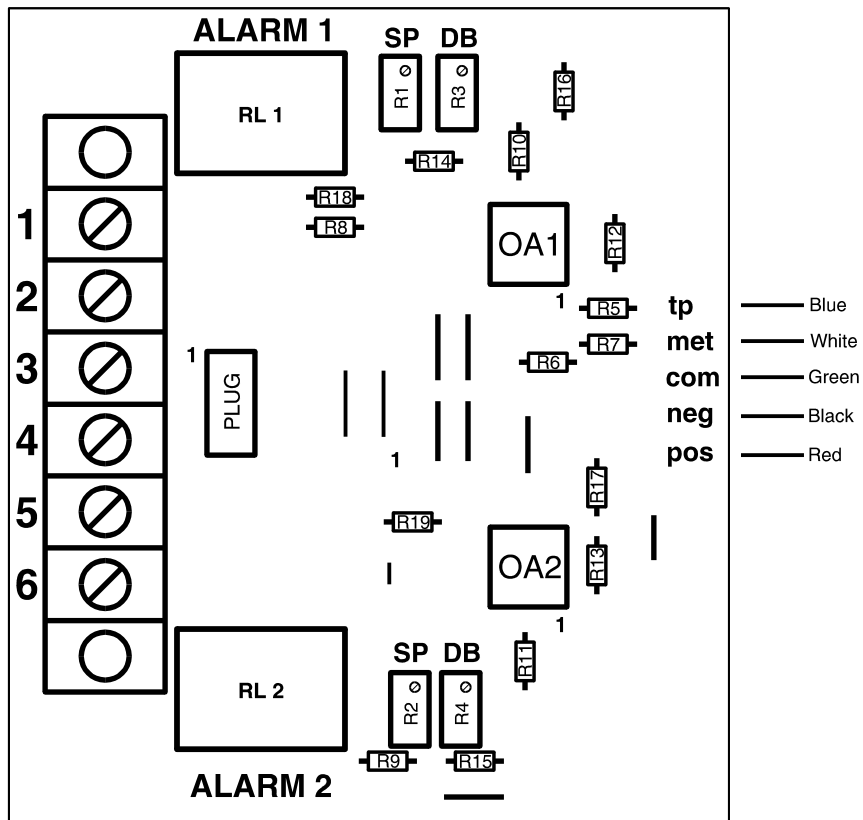 ALARM 1
SP DB
RL 1
R1
R3
R16
R10
R14
R18
R8
1
OA1
R12
1
2
R5
tp
Blue
R7
met
White
R6
1
3
PLUG
com
Green
neg
Black
4
1
pos
Red
R17
5
R19
OA2
R13
6
1
R11
SP DB
RL 2
R2
R4
R9
R15
ALARM 2